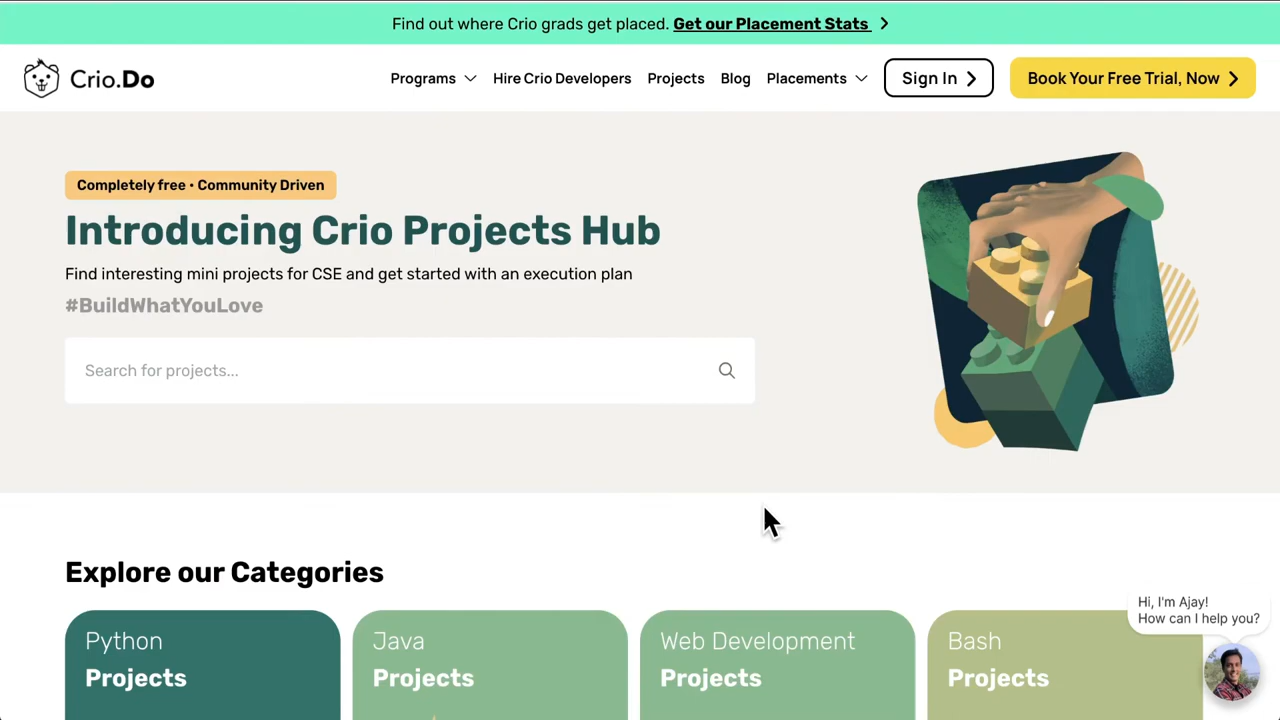 Find out where Crio grads get placed. Get our Placement Stats
Crio.Do
Programs
Hire Crio Developers
Projects
Blog
Placements
Sign In
Book Your Free Trial, Now
Completely free • Community Driven
Introducing Crio Projects Hub
Find interesting mini projects for CSE and get started with an execution plan
#BuildWhatYouLove
Search for projects...
Explore our Categories
Hi, I'm Ajay!
How can I help you?
Python
Projects
Java
Projects
Web Development
Projects
Bash
Projects